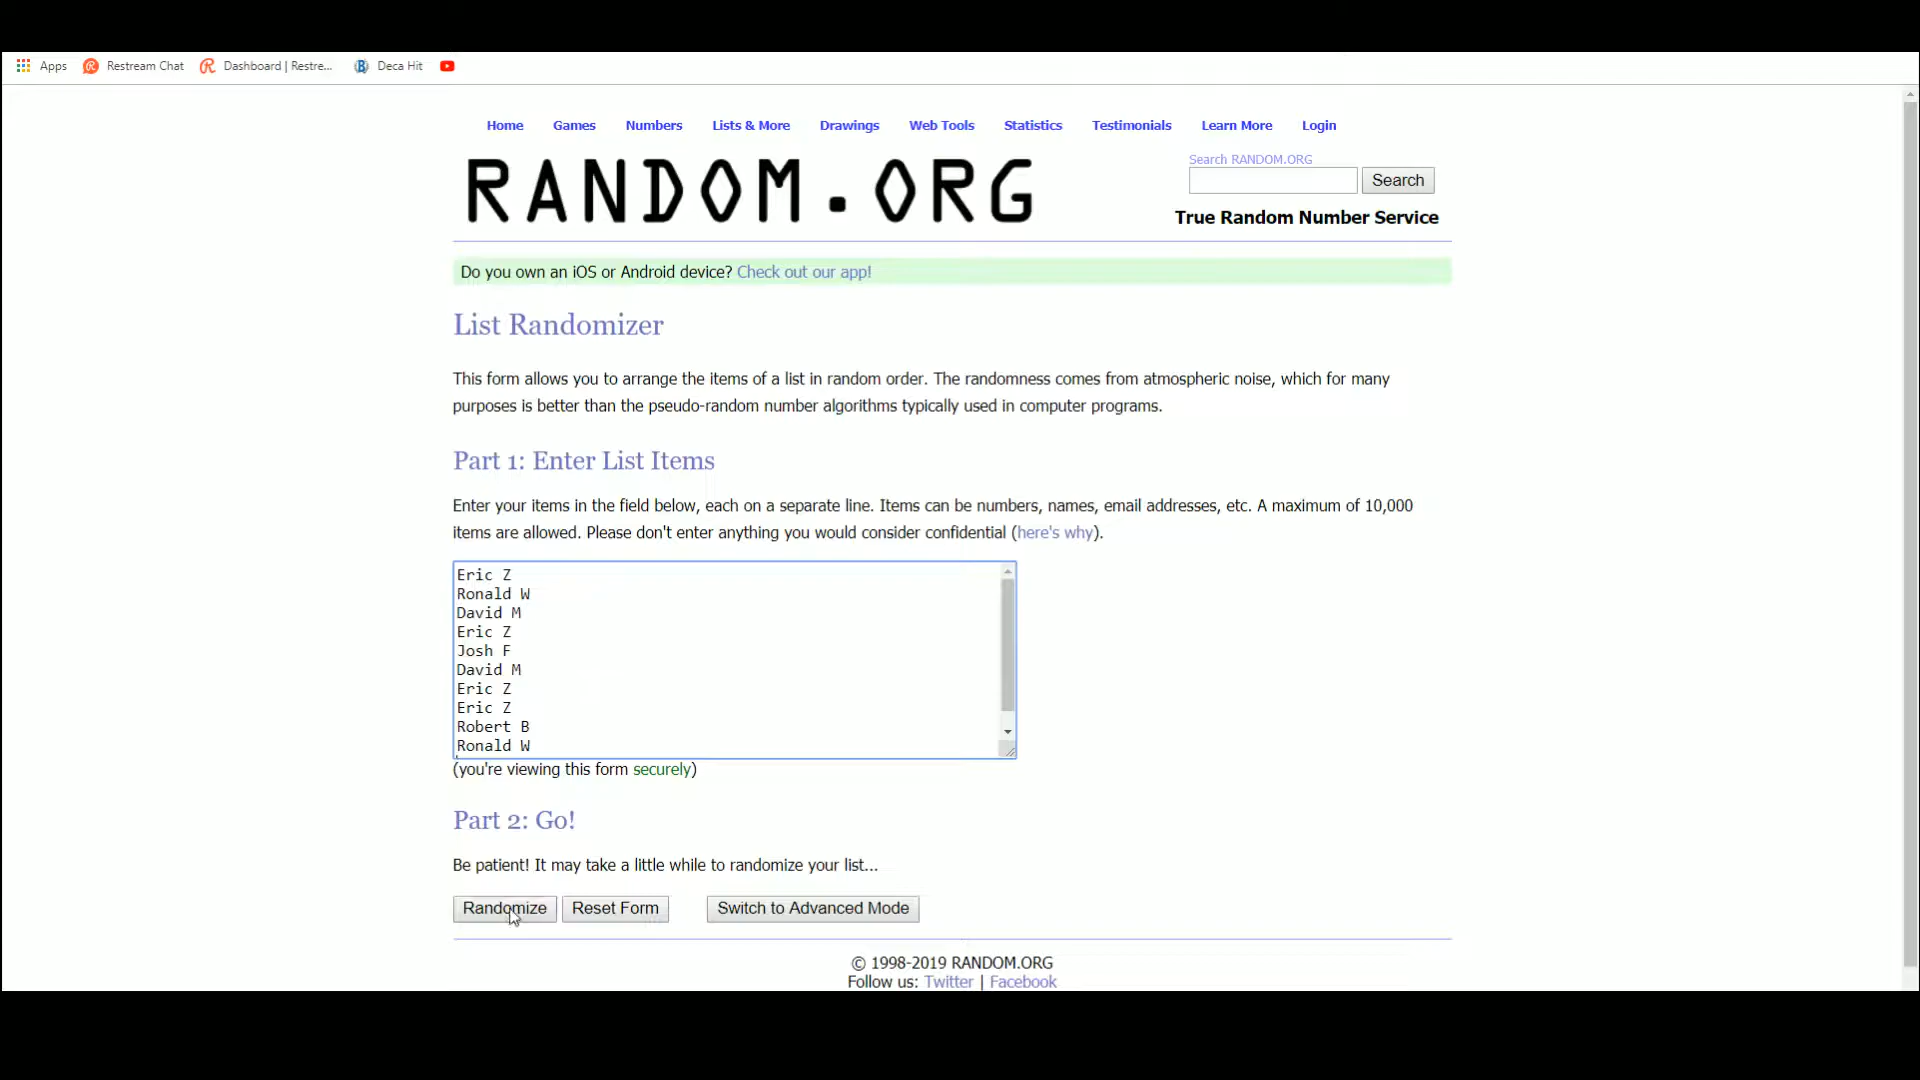 Apps Restream Chat Dashboard | Restre... Deca Hit
Home Games Numbers Lists & More Drawings Web Tools Statistics Testimonials Learn More Login
RANDOM.ORG
Search RANDOM.ORG
Search
True Random Number Service
Do you own an iOS or Android device? Check out our app!
List Randomizer
This form allows you to arrange the items of a list in random order. The randomness comes from atmospheric noise, which for many
purposes is better than the pseudo-random number algorithms typically used in computer programs.
Part 1: Enter List Items
Enter your items in the field below, each on a separate line. Items can be numbers, names, email addresses, etc. A maximum of 10,000
items are allowed. Please don't enter anything you would consider confidential (here's why).
Eric Z
Ronald W
David M
Eric Z
Josh F
David M
Eric Z
Eric Z
Robert B
Ronald W
(you're viewing this form securely)
Part 2: Go!
Be patient! It may take a little while to randomize your list...
Randomize Reset Form Switch to Advanced Mode
© 1998-2019 RANDOM.ORG
Follow us: Twitter | Facebook